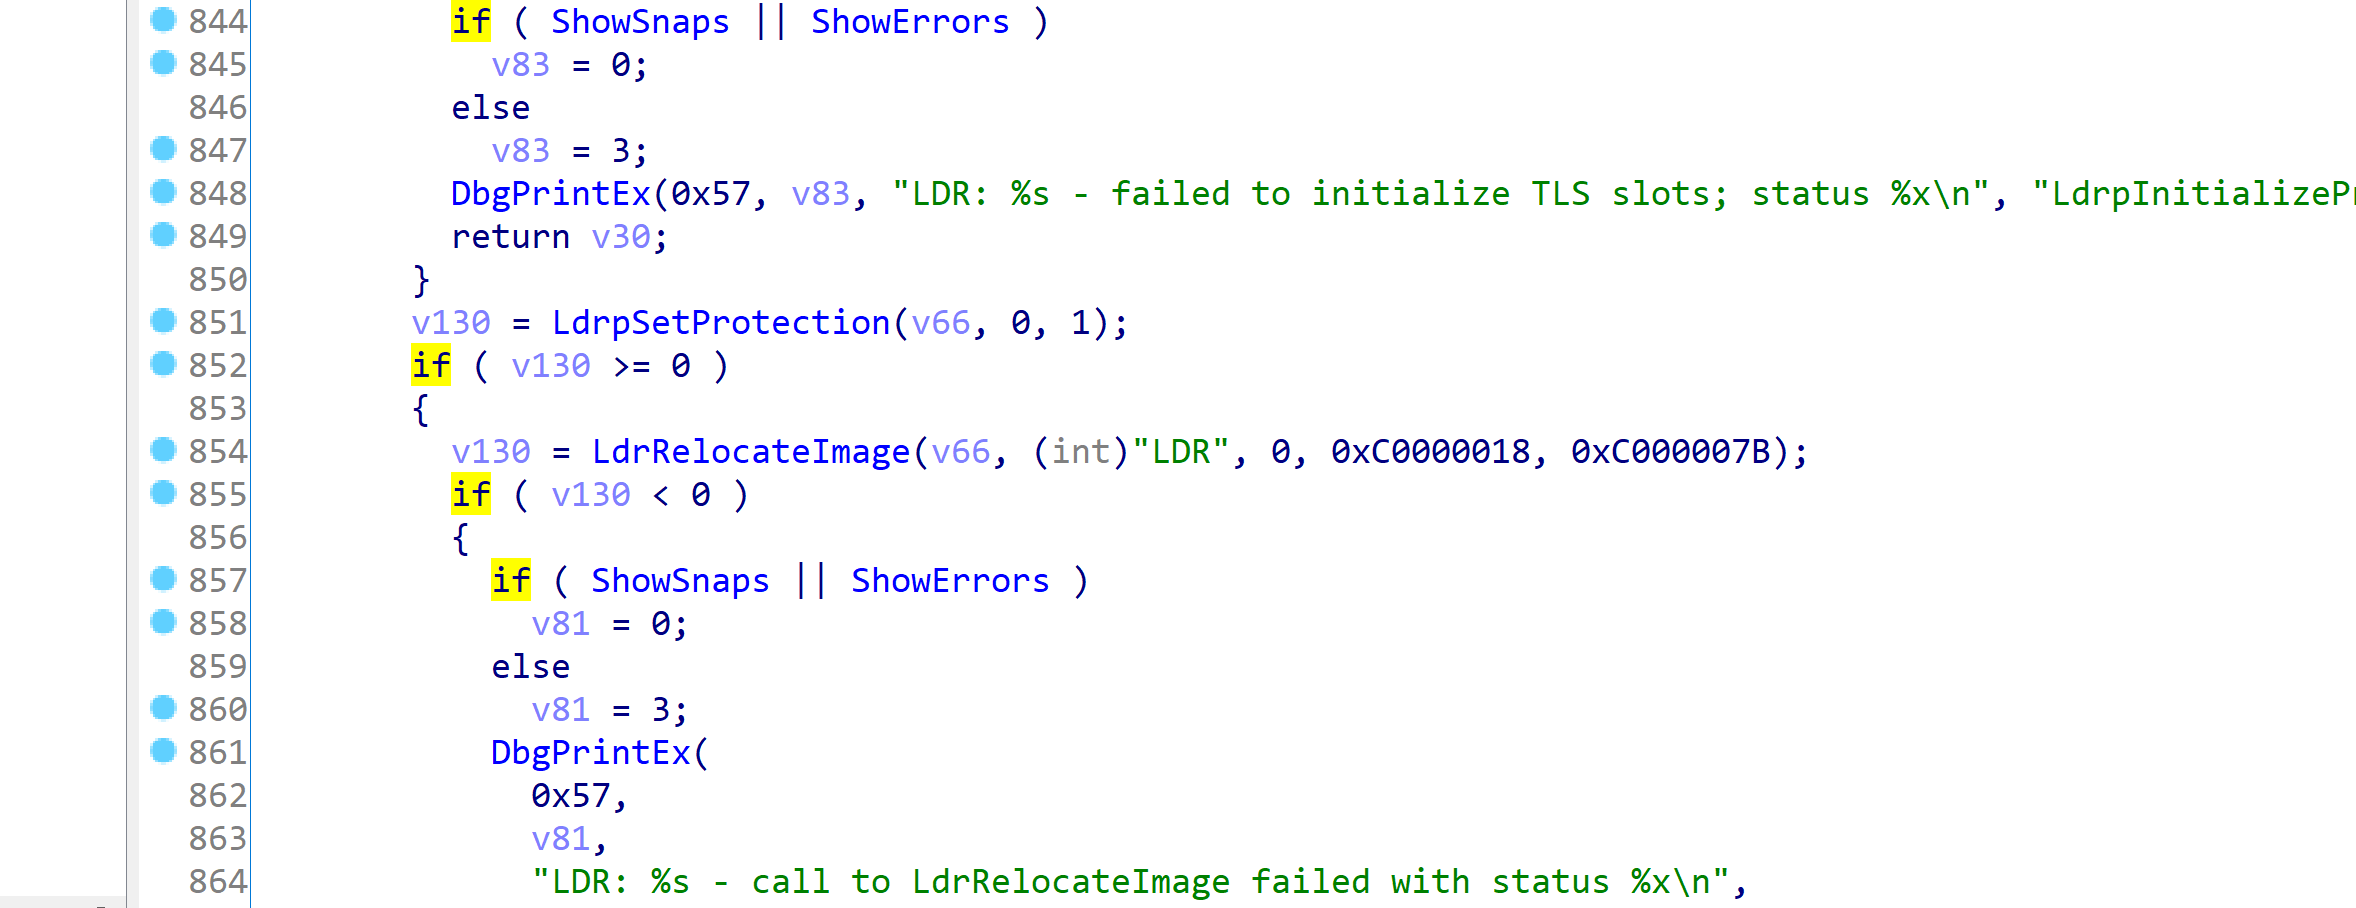 844 if ( ShowSnaps || ShowErrors )
845 v83 = 0;
846 else
847 v83 = 3;
848 DbgPrintEx(0x57, v83, "LDR: %s - failed to initialize TLS slots; status %x\n", "LdrpInitializePr
849 return v30;
850 }
851 v130 = LdrpSetProtection(v66, 0, 1);
852 if ( v130 >= 0 )
853 {
854 v130 = LdrRelocateImage(v66, (int)"LDR", 0, 0xC0000018, 0xC000007B);
855 if ( v130 < 0 )
856 {
857 if ( ShowSnaps || ShowErrors )
858 v81 = 0;
859 else
860 v81 = 3;
861 DbgPrintEx(
862 0x57,
863 v81,
864 "LDR: %s - call to LdrRelocateImage failed with status %x\n",